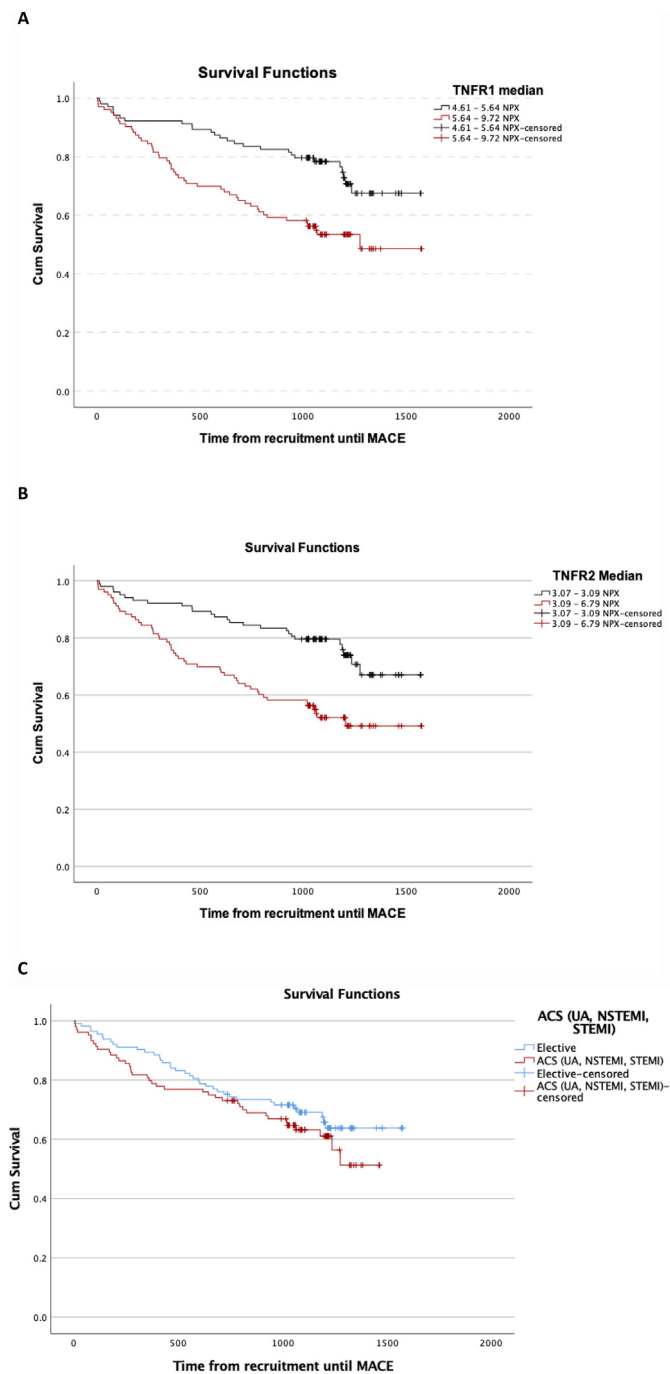 A
Survival Functions
TNFR1 median
4.61 – 5.64 NPX
5.64 – 9.72 NPX
4.61 – 5.64 NPX-censored
5.64 – 9.72 NPX-censored
1.0
0.8
0.6
0.4
0.2
0.0
Cum Survival
0
500
1000
1500
2000
Time from recruitment until MACE
B
Survival Functions
TNFR2 Median
3.07 – 3.09 NPX
3.09 – 6.79 NPX
3.07 – 3.09 NPX-censored
3.09 – 6.79 NPX-censored
1.0
0.8
0.6
0.4
0.2
0.0
Cum Survival
0
500
1000
1500
2000
Time from recruitment until MACE
C
Survival Functions
ACS (UA, NSTEMI,
STEMI)
Elective
ACS (UA, NSTEMI, STEMI)
Elective-censored
ACS (UA, NSTEMI, STEMI)-
censored
1.0
0.8
0.6
0.4
0.2
0.0
Cum Survival
0
500
1000
1500
2000
Time from recruitment until MACE